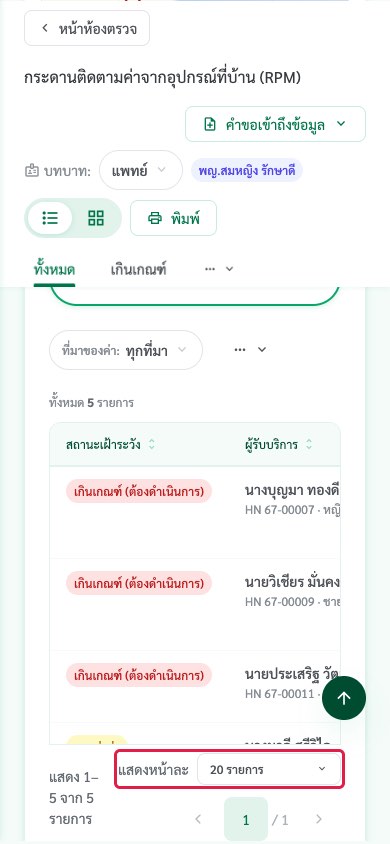 หน้าห้องตรวจ
กระดานติดตามค่าจากอุปกรณ์ที่บ้าน (RPM)
คำขอเข้าถึงข้อมูล
บทบาท: แพทย์ พญ.สมหญิง รักษาดี
พิมพ์
ทั้งหมด เกินเกณฑ์ ...
ที่มาของค่า: ทุกที่มา ...
ทั้งหมด 5 รายการ
สถานะเฝ้าระวัง ผู้รับบริการ
เกินเกณฑ์ (ต้องดำเนินการ) นางบุญมา ทองดี
HN 67-00007 · หญิ
เกินเกณฑ์ (ต้องดำเนินการ) นายวิเชียร มั่นคง
HN 67-00009 · ชาย
เกินเกณฑ์ (ต้องดำเนินการ) นายประเสริฐ วัต
HN 67-00011 ·
แสดงหน้าละ 20 รายการ
แสดง 1–
5 จาก 5
รายการ
1 / 1